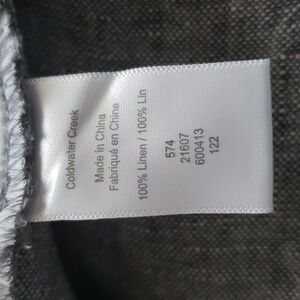 Coldwater Creek
Made in China
Fabriqué en Chine
100% Linen / 100% Lin
574
21607
600413
122